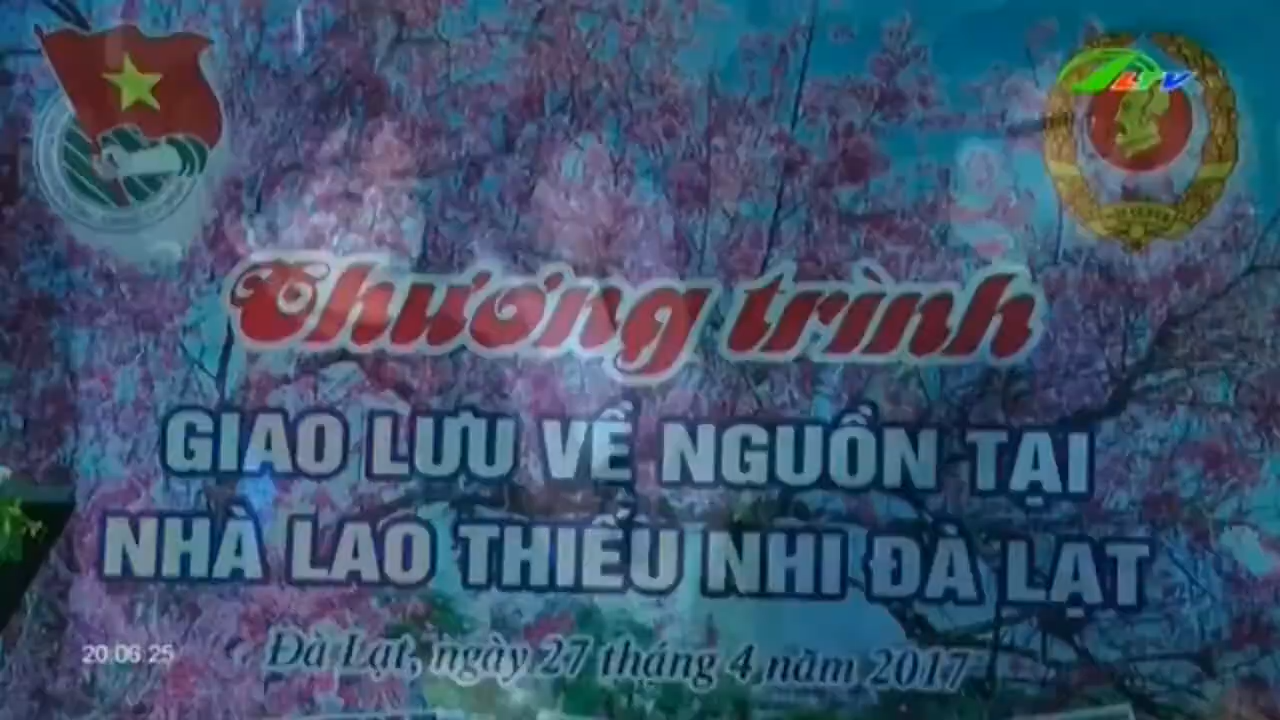 LTV
Chương trình
GIAO LƯU VỀ NGUỒN TẠI
NHÀ LAO THIẾU NHI ĐÀ LẠT
20:06:25
Đà Lạt, ngày 27 tháng 4 năm 2017